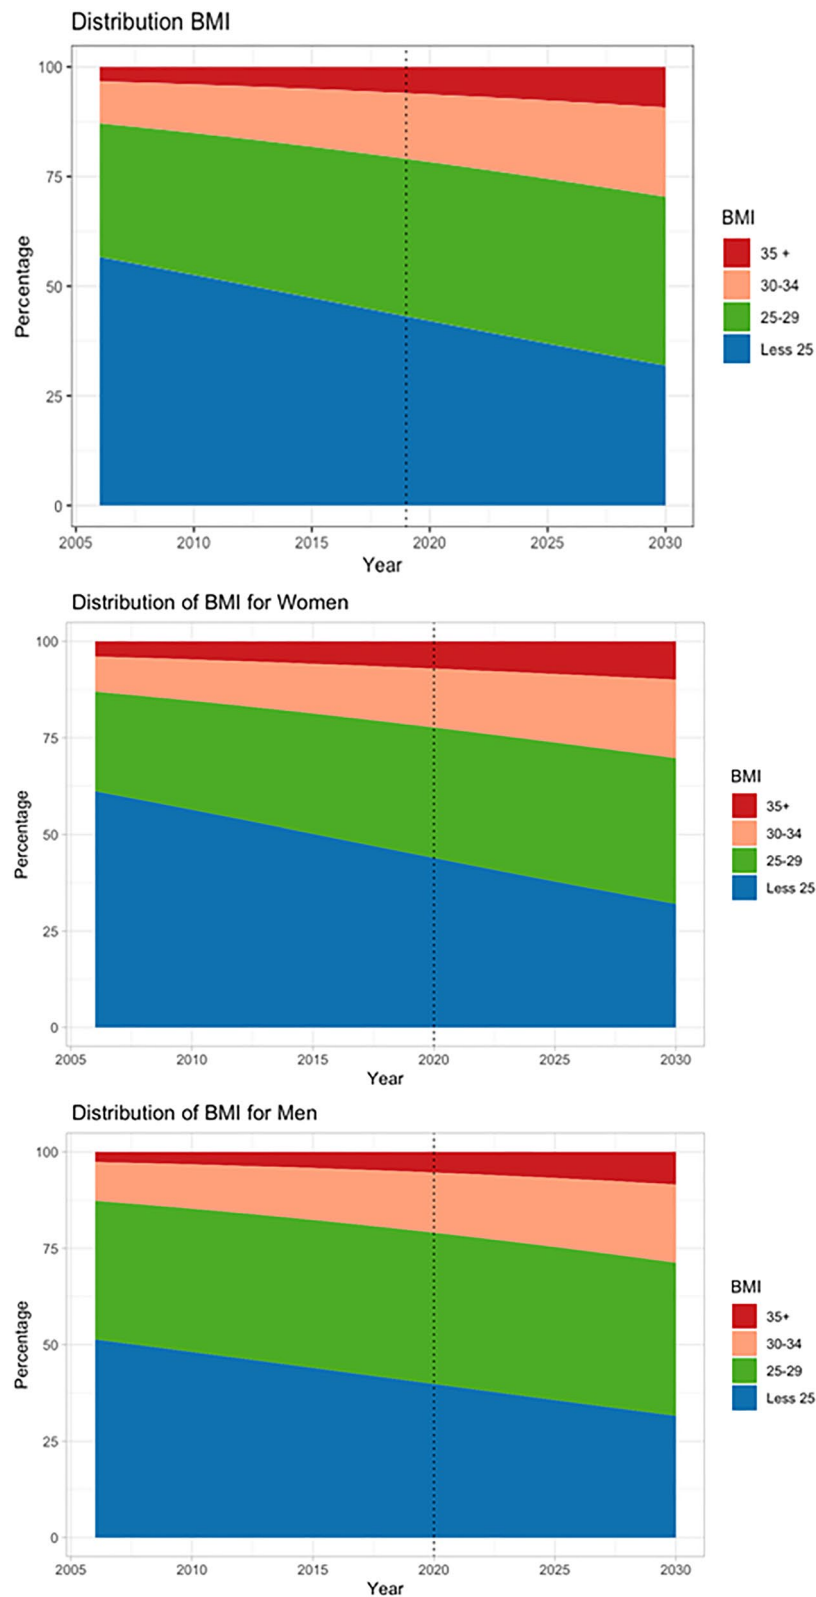 Distribution BMI
100
75
50
25
0
Percentage
2005 2010 2015 2020 2025 2030
Year
BMI
35 +
30-34
25-29
Less 25
Distribution of BMI for Women
100
75
50
25
0
Percentage
2005 2010 2015 2020 2025 2030
Year
BMI
35+
30-34
25-29
Less 25
Distribution of BMI for Men
100
75
50
25
0
Percentage
2005 2010 2015 2020 2025 2030
Year
BMI
35+
30-34
25-29
Less 25